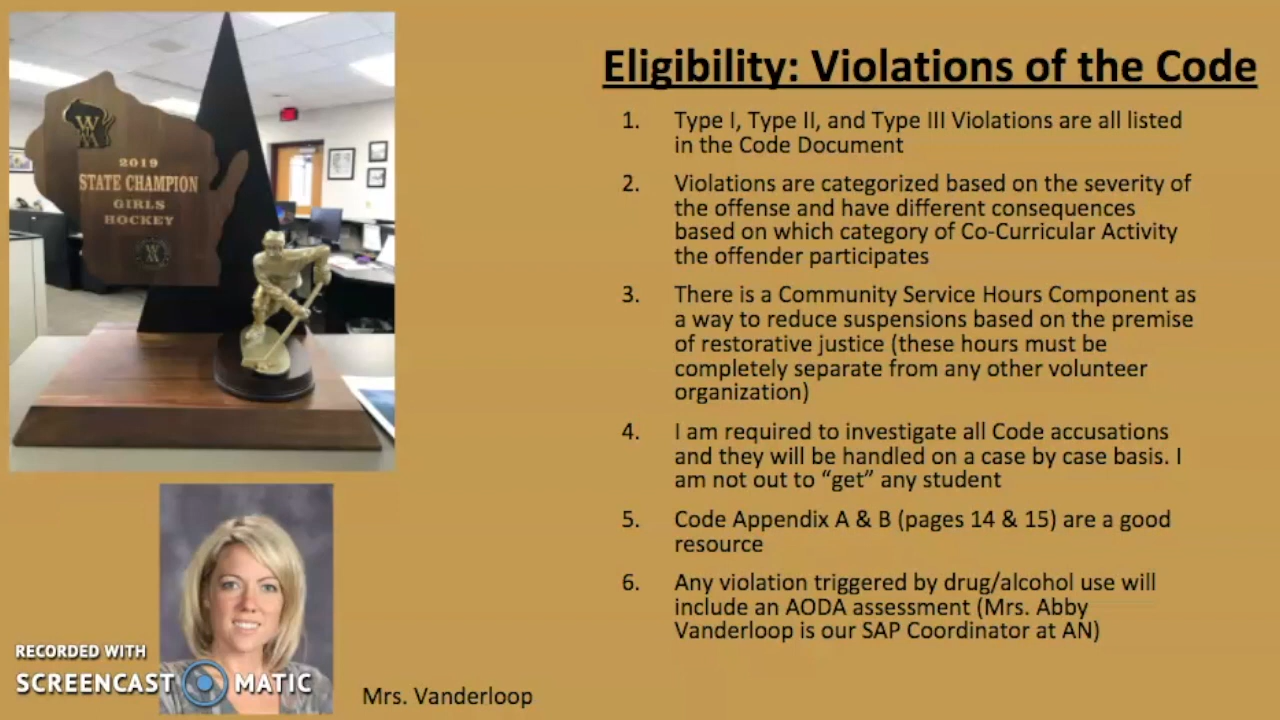 Eligibility: Violations of the Code
1. Type I, Type II, and Type III Violations are all listed
in the Code Document
2. Violations are categorized based on the severity of
the offense and have different consequences
based on which category of Co-Curricular Activity
the offender participates
3. There is a Community Service Hours Component as
a way to reduce suspensions based on the premise
of restorative justice (these hours must be
completely separate from any other volunteer
organization)
4. I am required to investigate all Code accusations
and they will be handled on a case by case basis. I
am not out to “get” any student
5. Code Appendix A & B (pages 14 & 15) are a good
resource
6. Any violation triggered by drug/alcohol use will
include an AODA assessment (Mrs. Abby
Vanderloop is our SAP Coordinator at AN)
2019
STATE CHAMPION
GIRLS
HOCKEY
RECORDED WITH
SCREENCAST MATIC
Mrs. Vanderloop